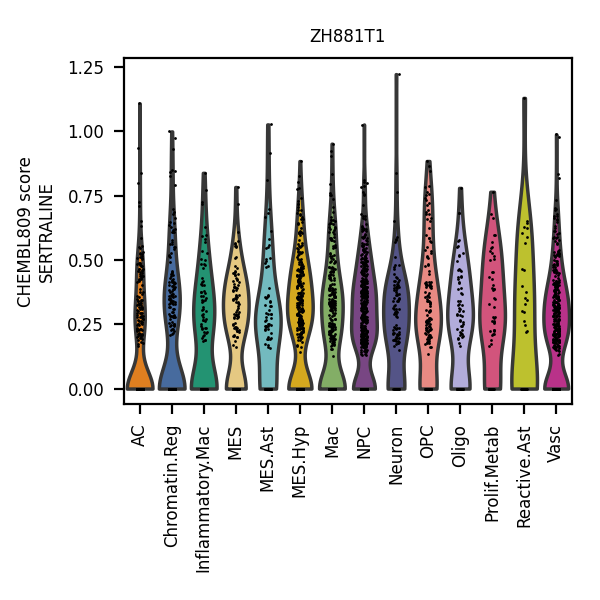 ZH881T1
CHEMBL809 score
SERTRALINE
1.25
1.00
0.75
0.50
0.25
0.00
AC
Chromatin.Reg
Inflammatory.Mac
MES
MES.Ast
MES.Hyp
Mac
NPC
Neuron
OPC
Oligo
Prolif.Metab
Reactive.Ast
Vasc